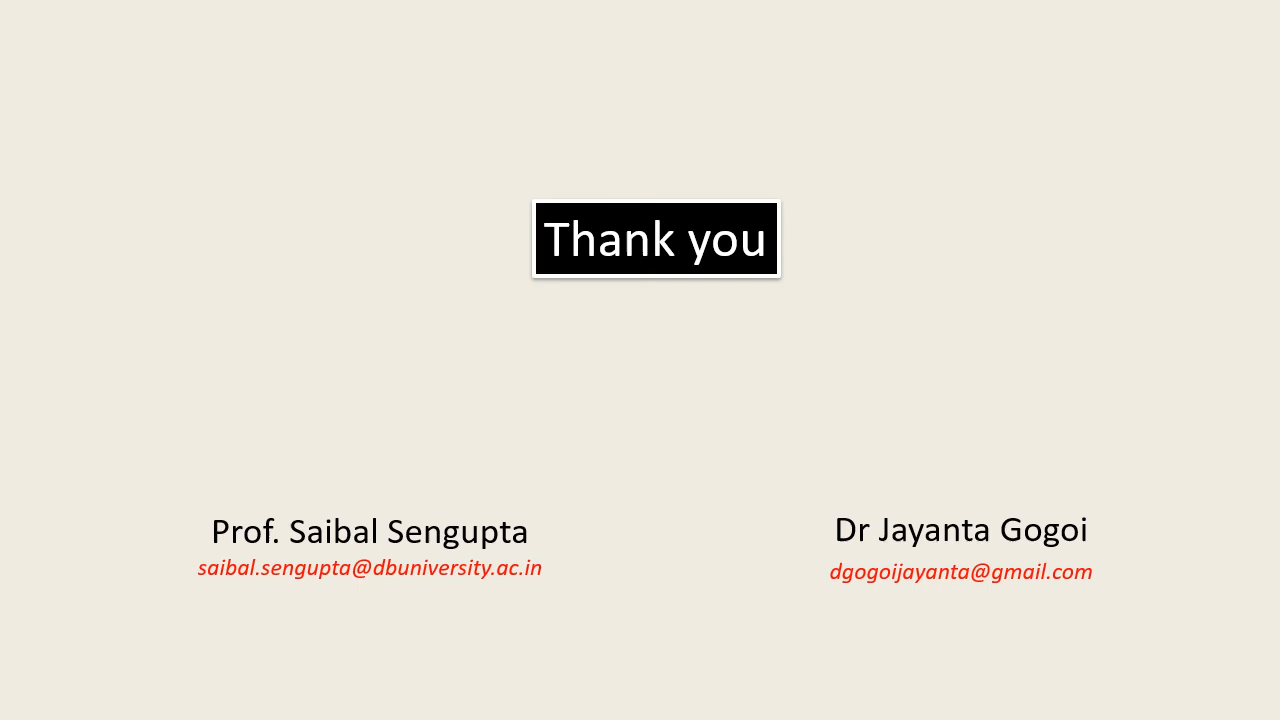 Thank you
Prof. Saibal Sengupta
saibal.sengupta@dbuniversity.ac.in
Dr Jayanta Gogoi
dgogoijayanta@gmail.com